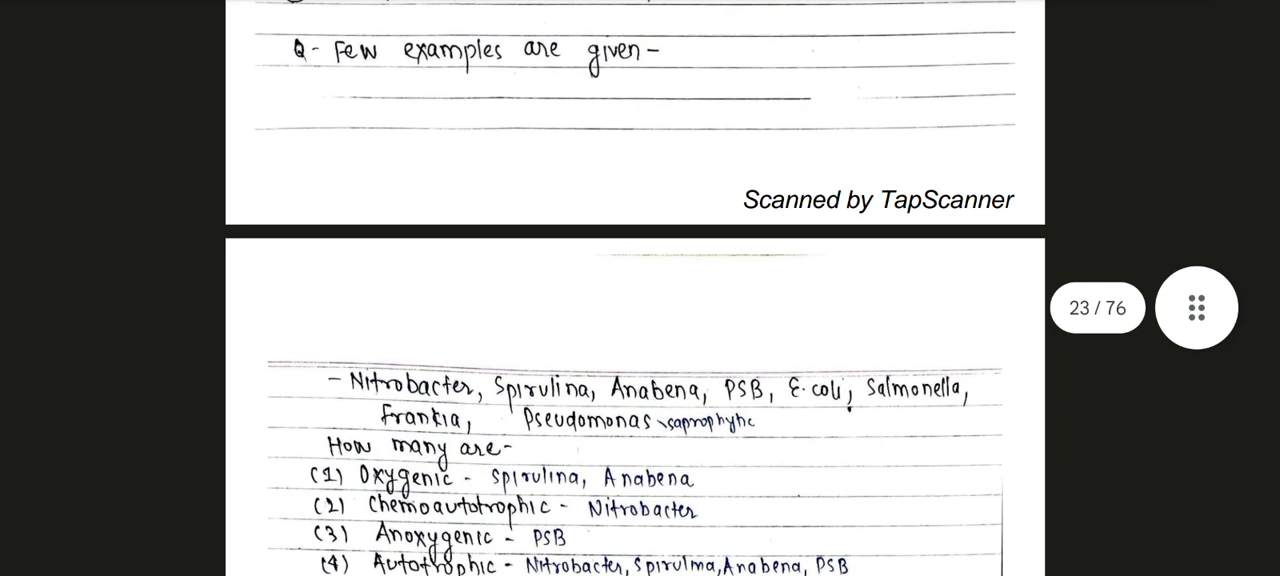 Q- Few examples are given-
Scanned by TapScanner
23 / 76
- Nitrobacter, Spirulina, Anabena, PSB, E. coli, Salmonella,
Frankia, Pseudomonas saprophytic
How many are-
(1) Oxygenic - Spirulina, Anabena
(2) Chemoautotrophic - Nitrobacter
(3) Anoxygenic - PSB
(4) Autotrophic - Nitrobacter, Spirulina, Anabena, PSB